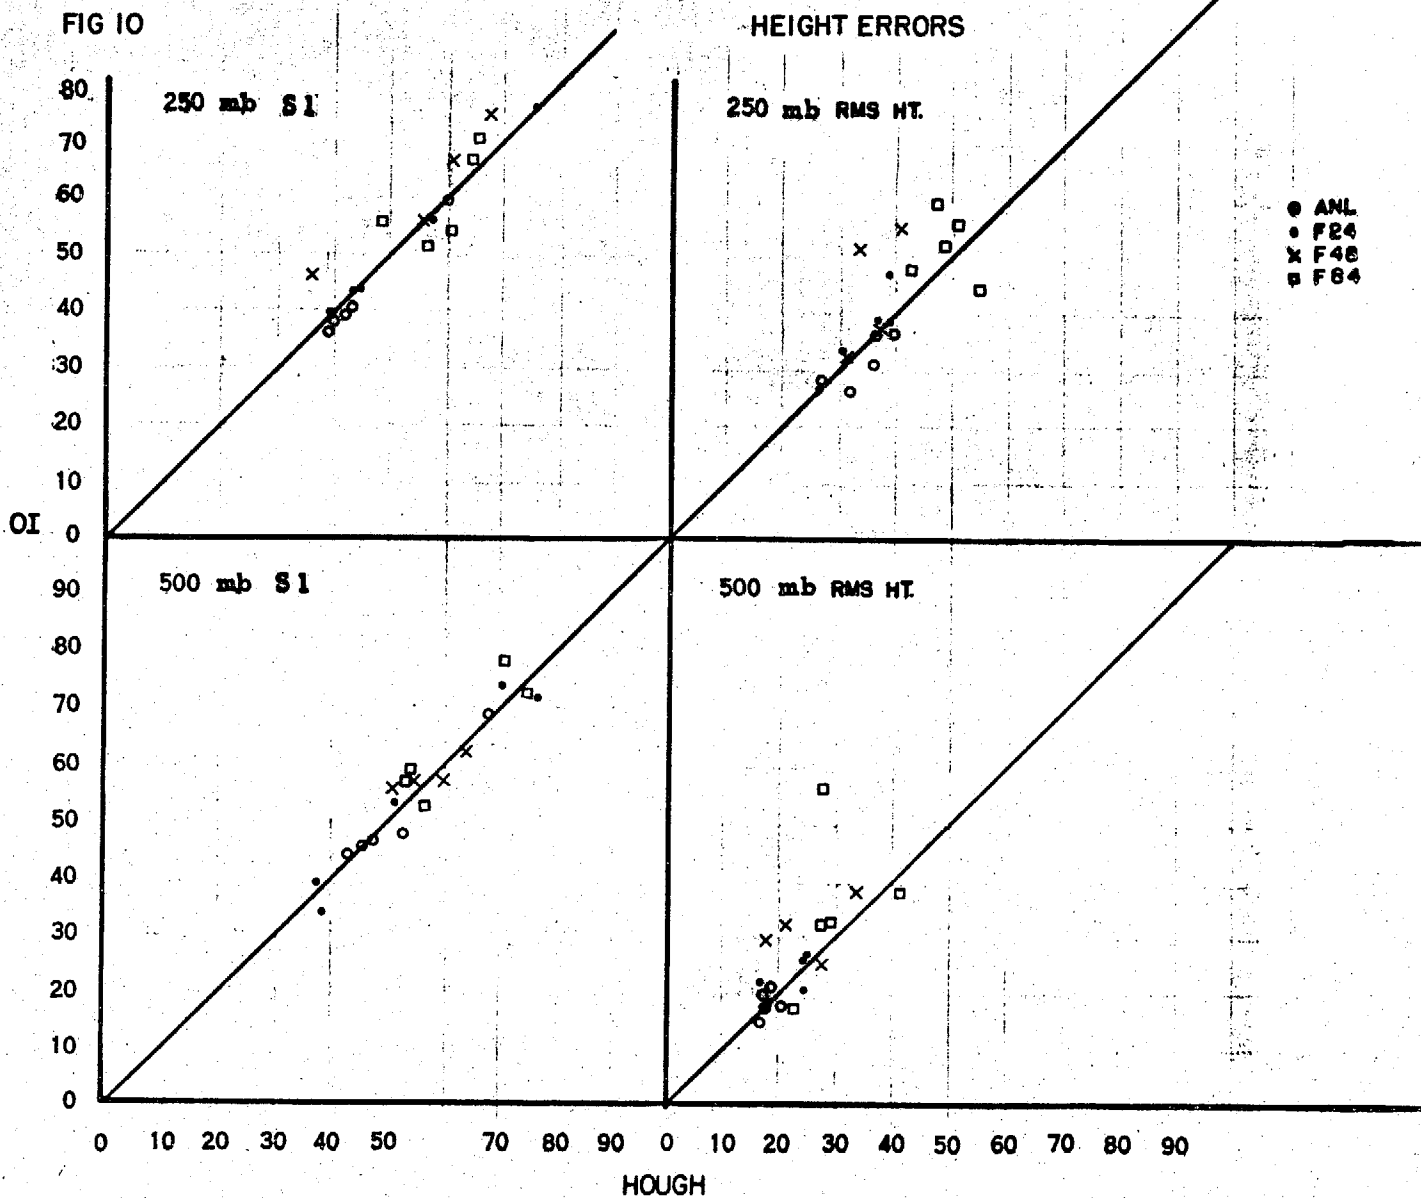 FIG 10
HEIGHT ERRORS
250 mb S1
250 mb RMS HT.
80
70
60
50
40
30
20
10
0
OI
ANL
F24
F48
F84
500 mb S1
500 mb RMS HT.
90
80
70
60
50
40
30
20
10
0
0 10 20 30 40 50 70 80 90 0 10 20 30 40 50 60 70 80 90
HOUGH